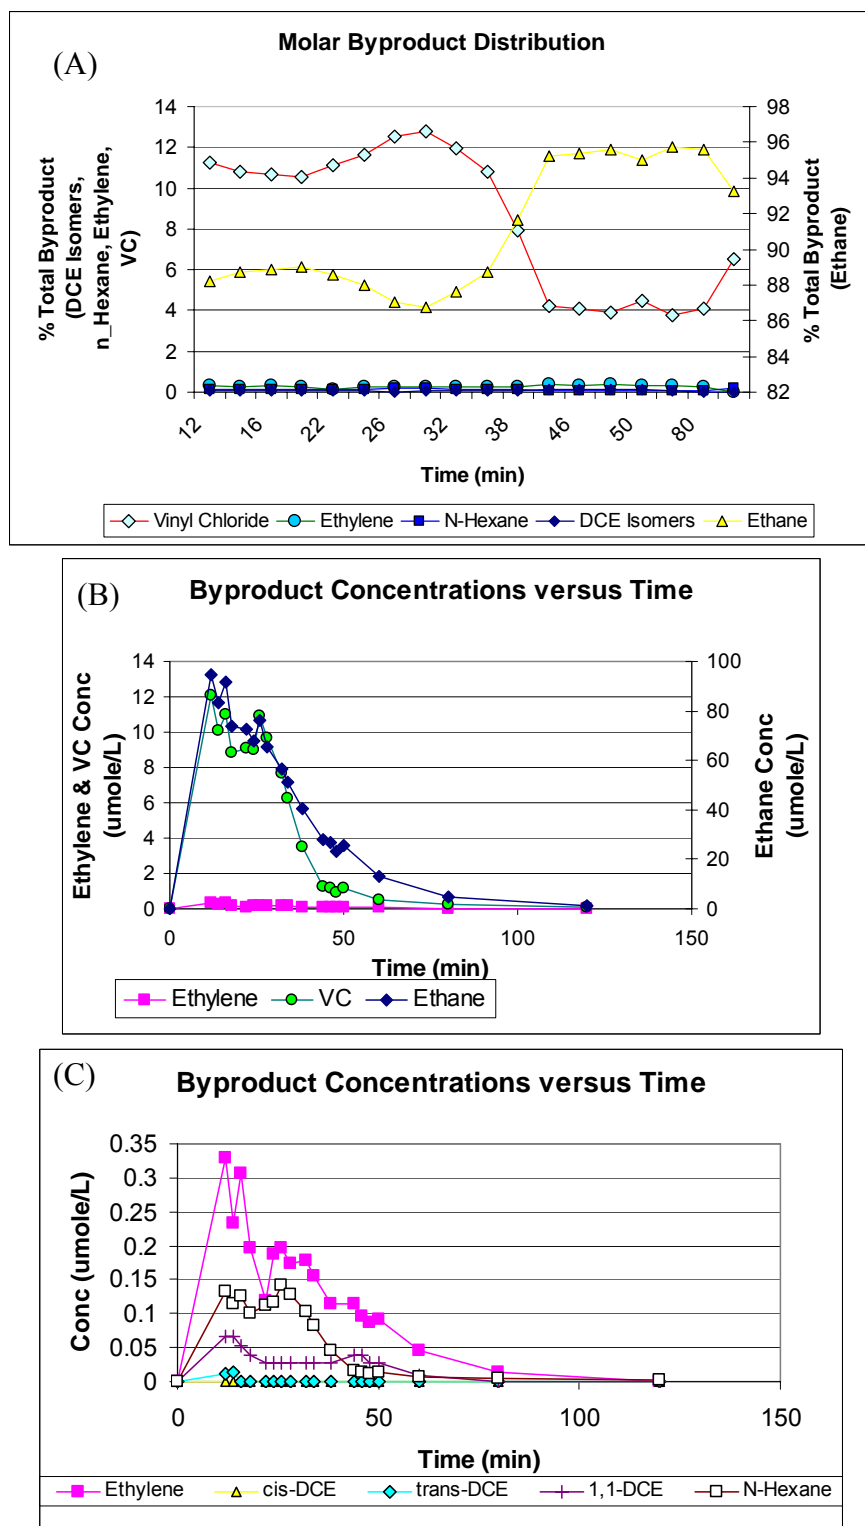 (A)
Molar Byproduct Distribution
% Total Byproduct
(DCE Isomers,
n_Hexane, Ethylene,
VC)
14
12
10
8
6
4
2
0
98
96
94
92
90
88
86
84
82
% Total Byproduct
(Ethane)
12 16 22 26 32 38 46 50 80
Time (min)
Vinyl Chloride Ethylene N-Hexane DCE Isomers Ethane
(B)
Byproduct Concentrations versus Time
Ethylene & VC Conc
(umole/L)
14
12
10
8
6
4
2
0
100
80
60
40
20
0
Ethane Conc
(umole/L)
0 50 100 150
Time (min)
Ethylene VC Ethane
(C)
Byproduct Concentrations versus Time
Conc (umole/L)
0.35
0.3
0.25
0.2
0.15
0.1
0.05
0
0 50 100 150
Time (min)
Ethylene cis-DCE trans-DCE 1,1-DCE N-Hexane